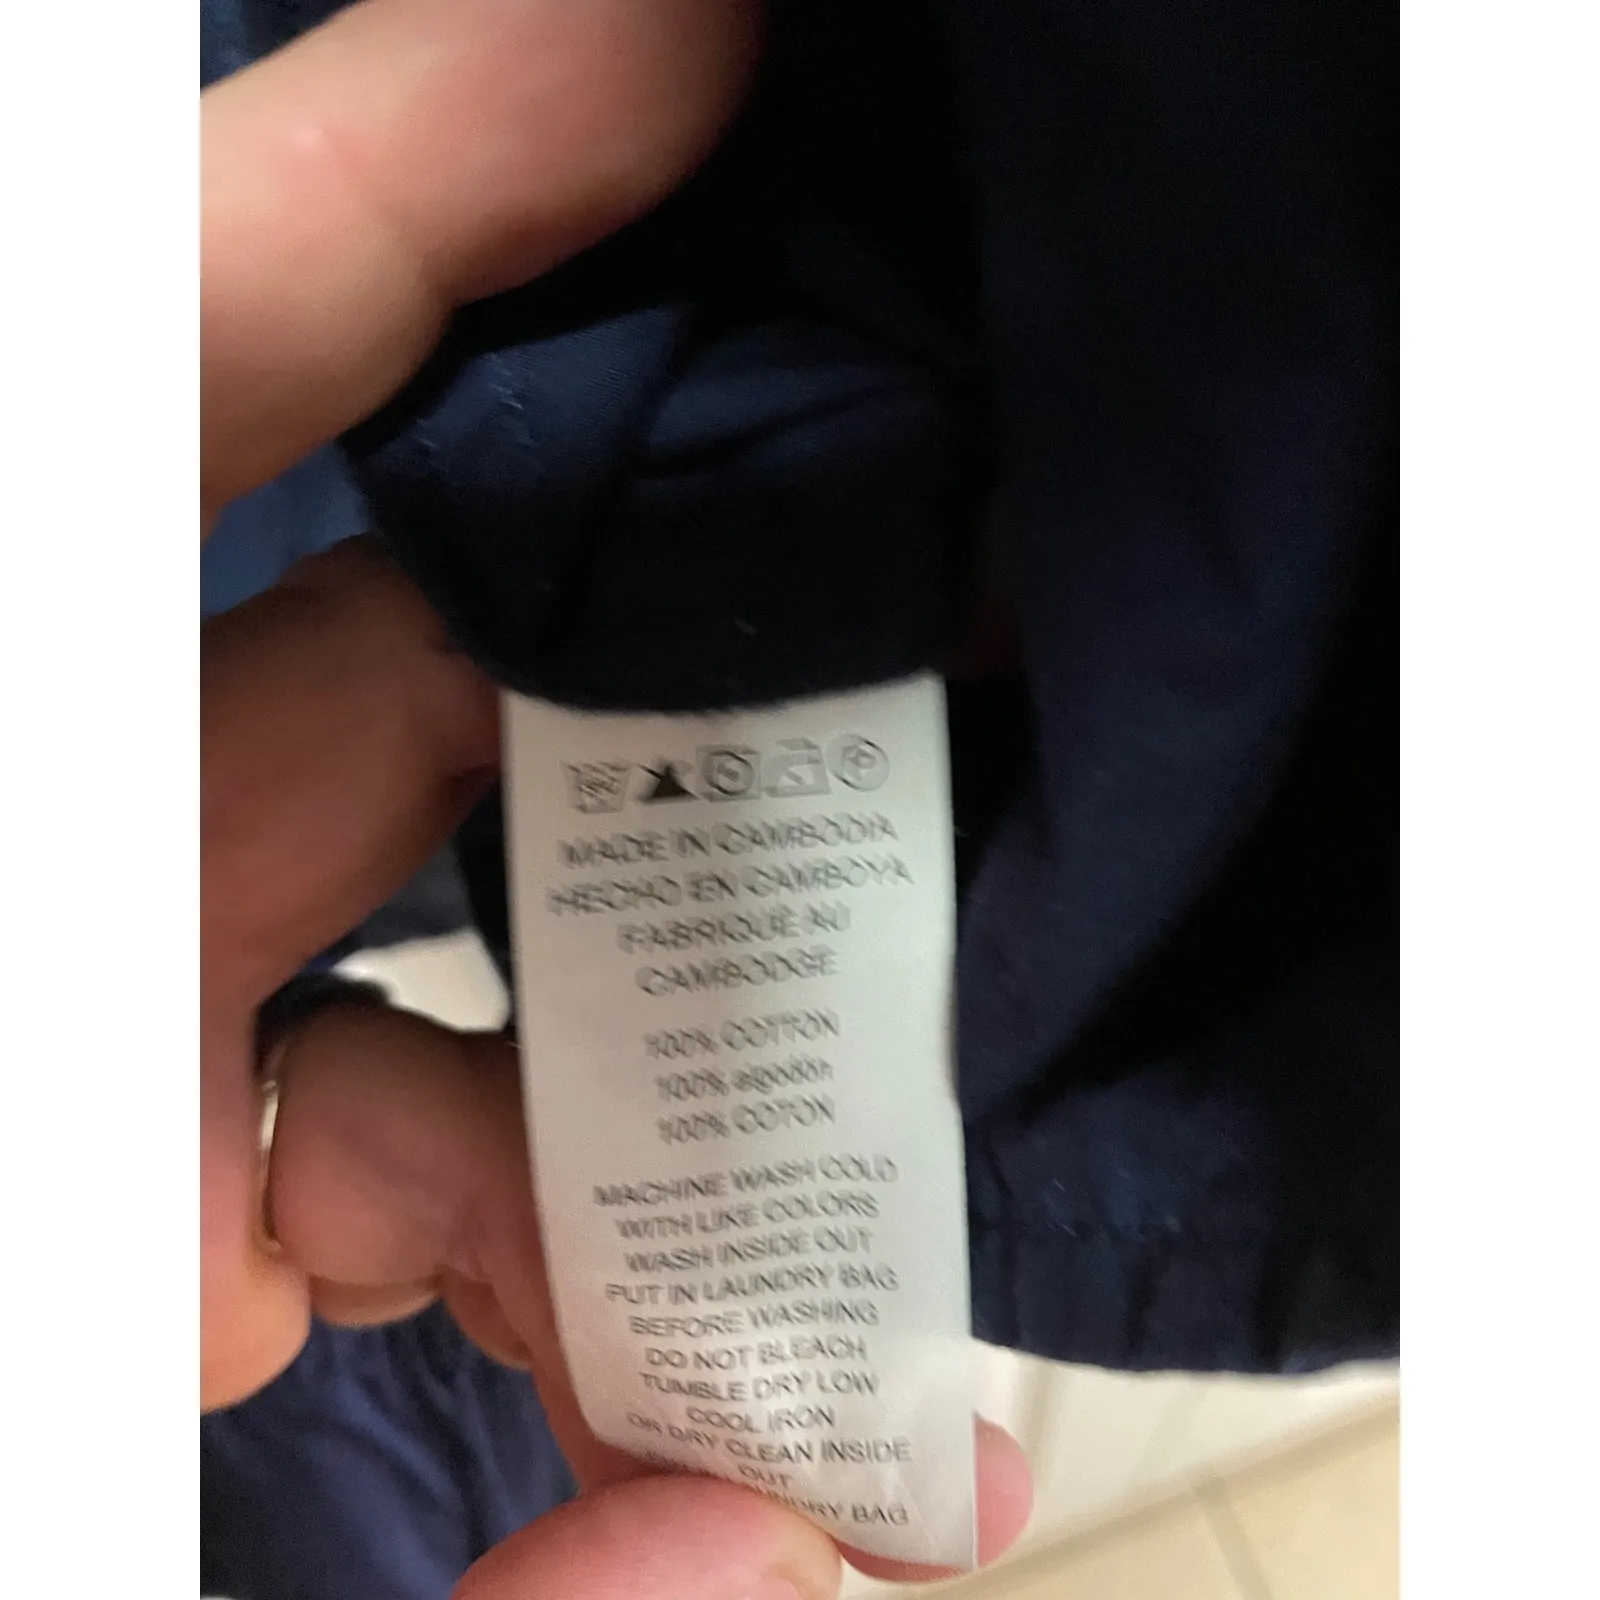 MADE IN CAMBODIA
HECHO EN CAMBOYA
FABRIQUE AU
CAMBODGE
100% COTTON
100% algodón
100% COTON
MACHINE WASH COLD
WITH LIKE COLORS
WASH INSIDE OUT
PUT IN LAUNDRY BAG
BEFORE WASHING
DO NOT BLEACH
TUMBLE DRY LOW
COOL IRON
OR DRY CLEAN INSIDE
OUT
BAG